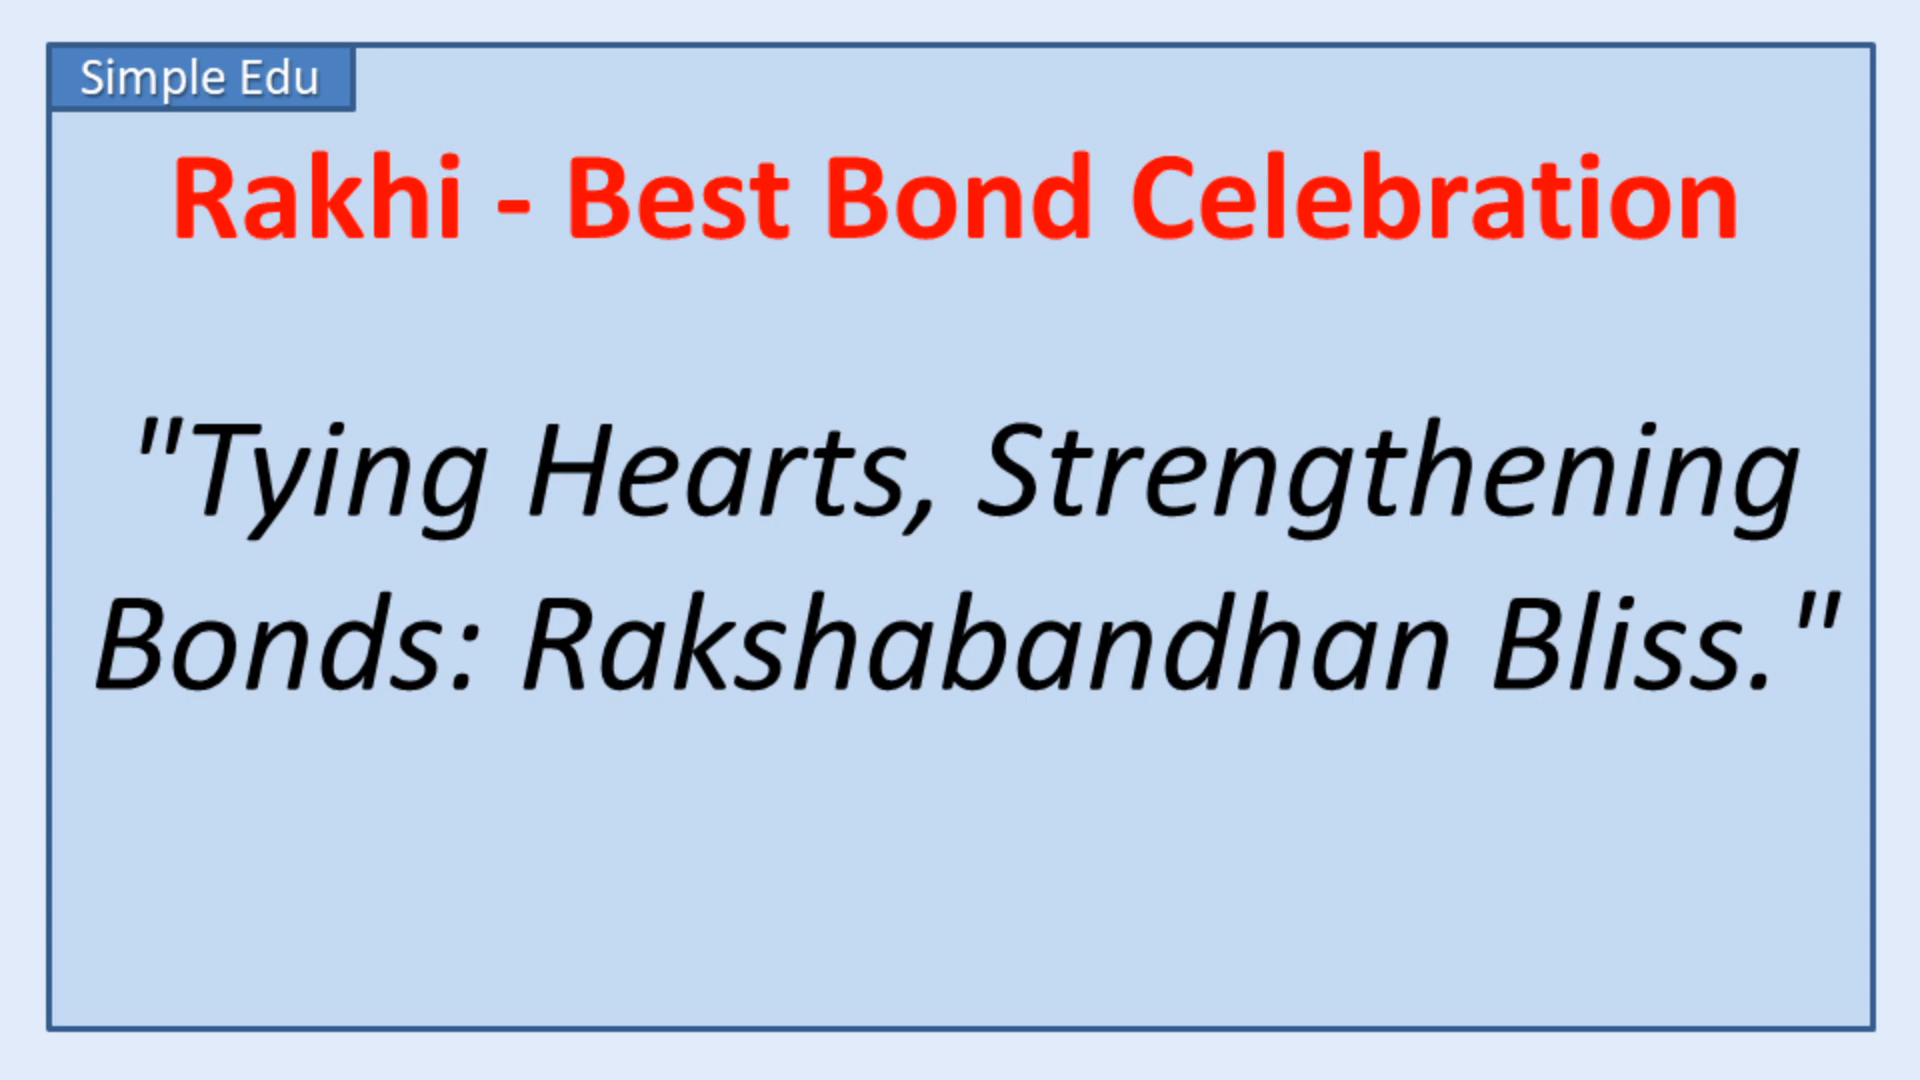 Simple Edu
Rakhi - Best Bond Celebration
"Tying Hearts, Strengthening
Bonds: Rakshabandhan Bliss."